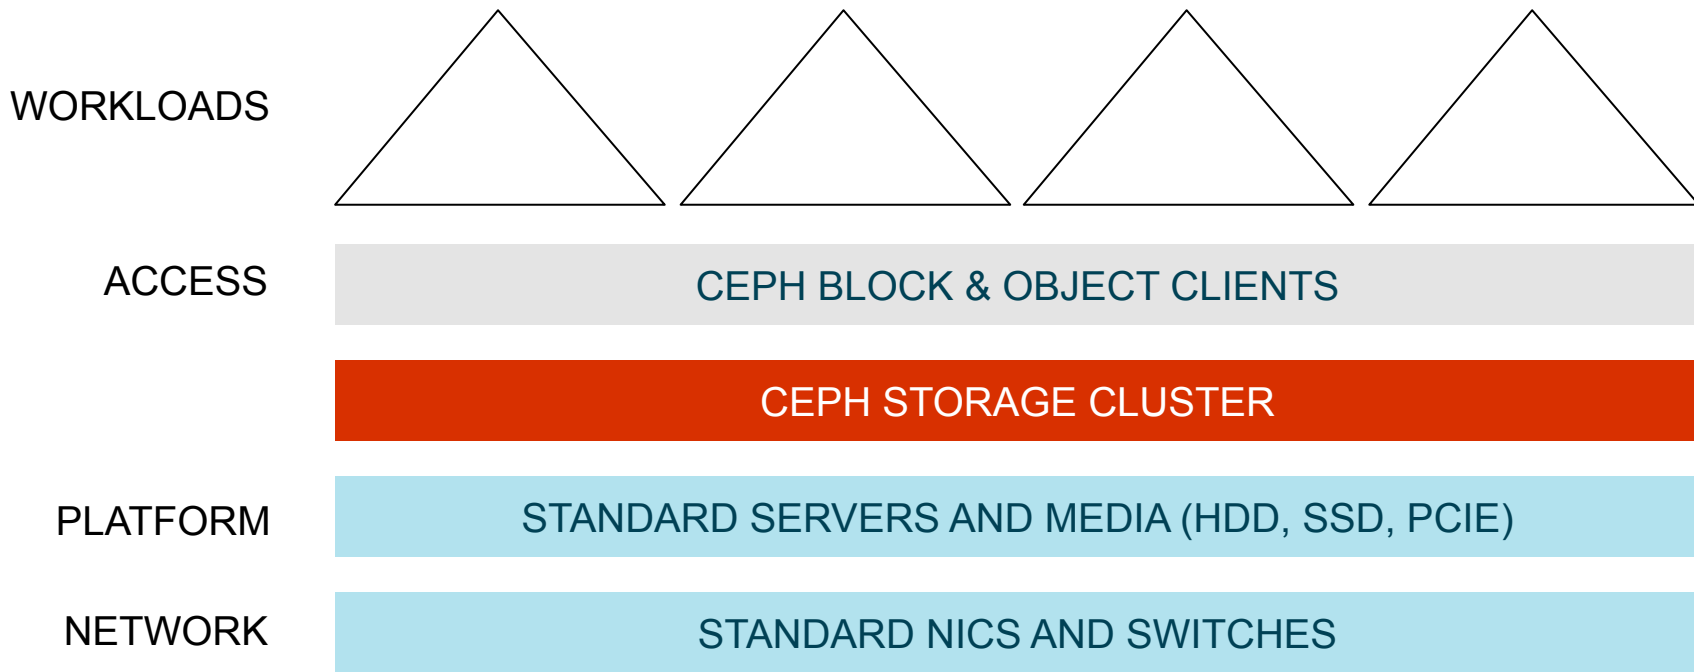 WORKLOADS
ACCESS
CEPH BLOCK & OBJECT CLIENTS
CEPH STORAGE CLUSTER
PLATFORM
STANDARD SERVERS AND MEDIA (HDD, SSD, PCIE)
NETWORK
STANDARD NICS AND SWITCHES